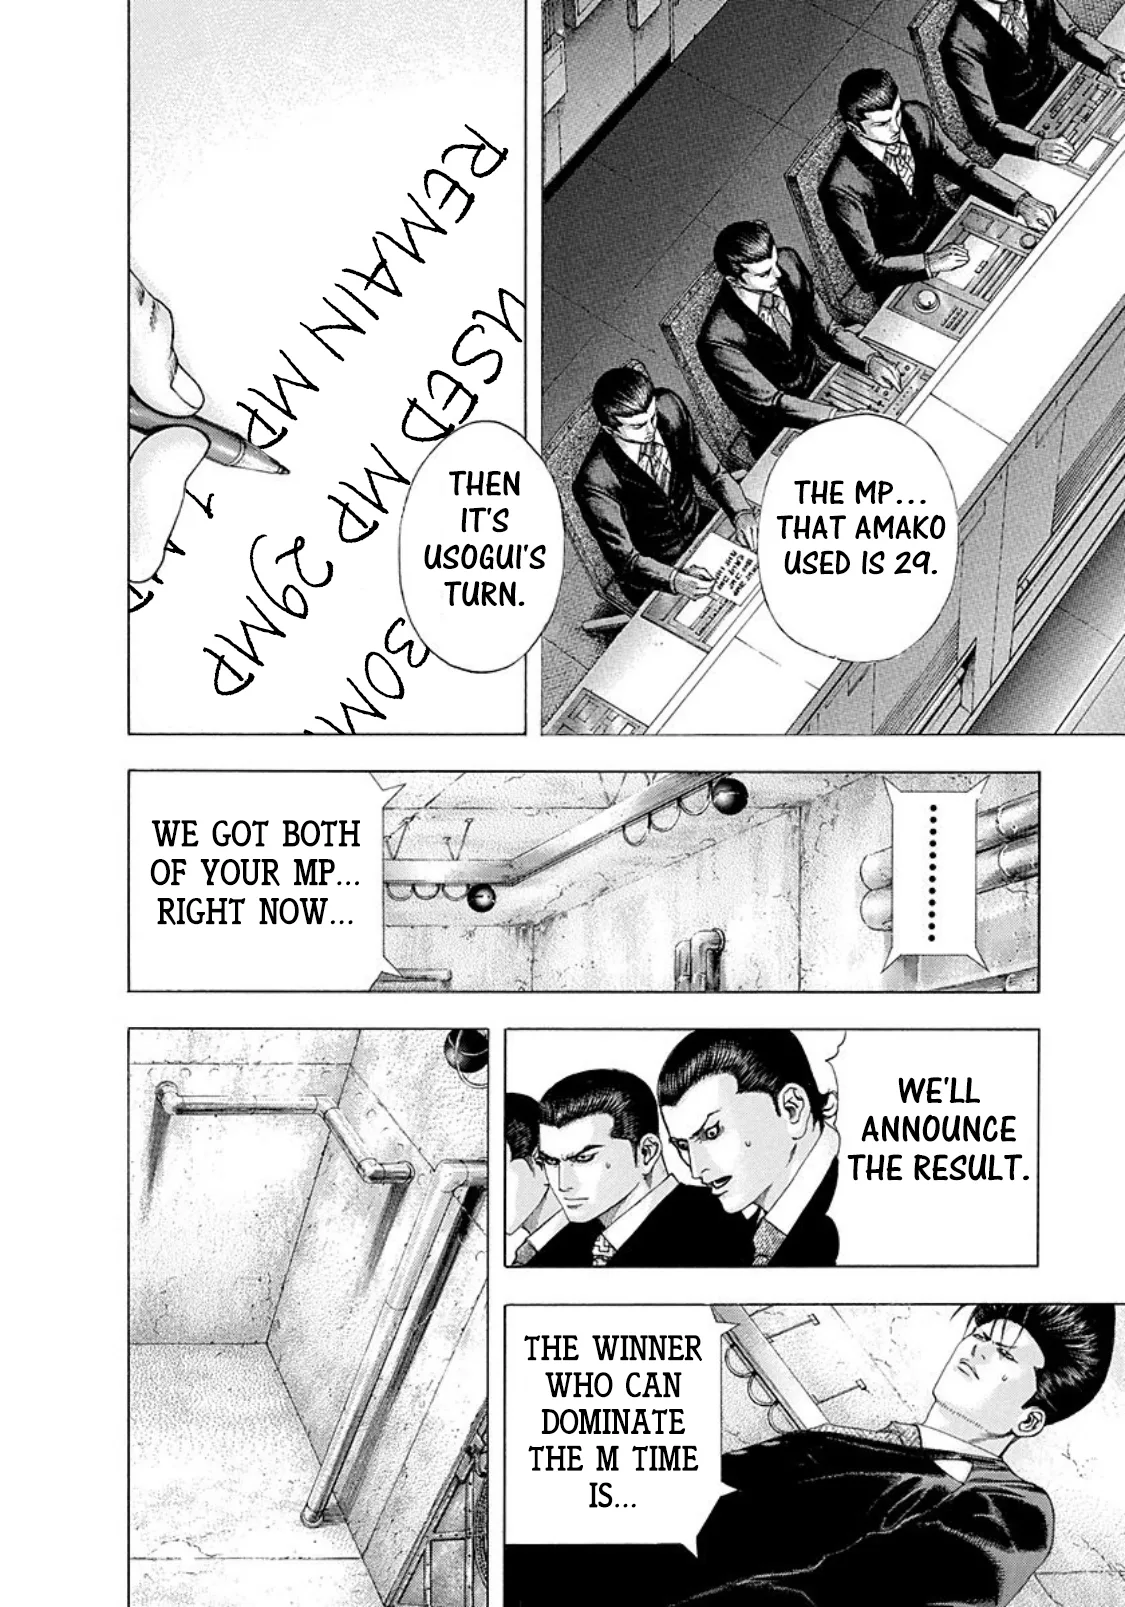 THE MP...
THAT AMAKO
USED IS 29.
REMAIN MP
USED MP 29MP
30M
THEN
IT'S
USOGUI'S
TURN.
............
WE GOT BOTH
OF YOUR MP...
RIGHT NOW...
WE'LL
ANNOUNCE
THE RESULT.
THE WINNER
WHO CAN
DOMINATE
THE M TIME
IS...